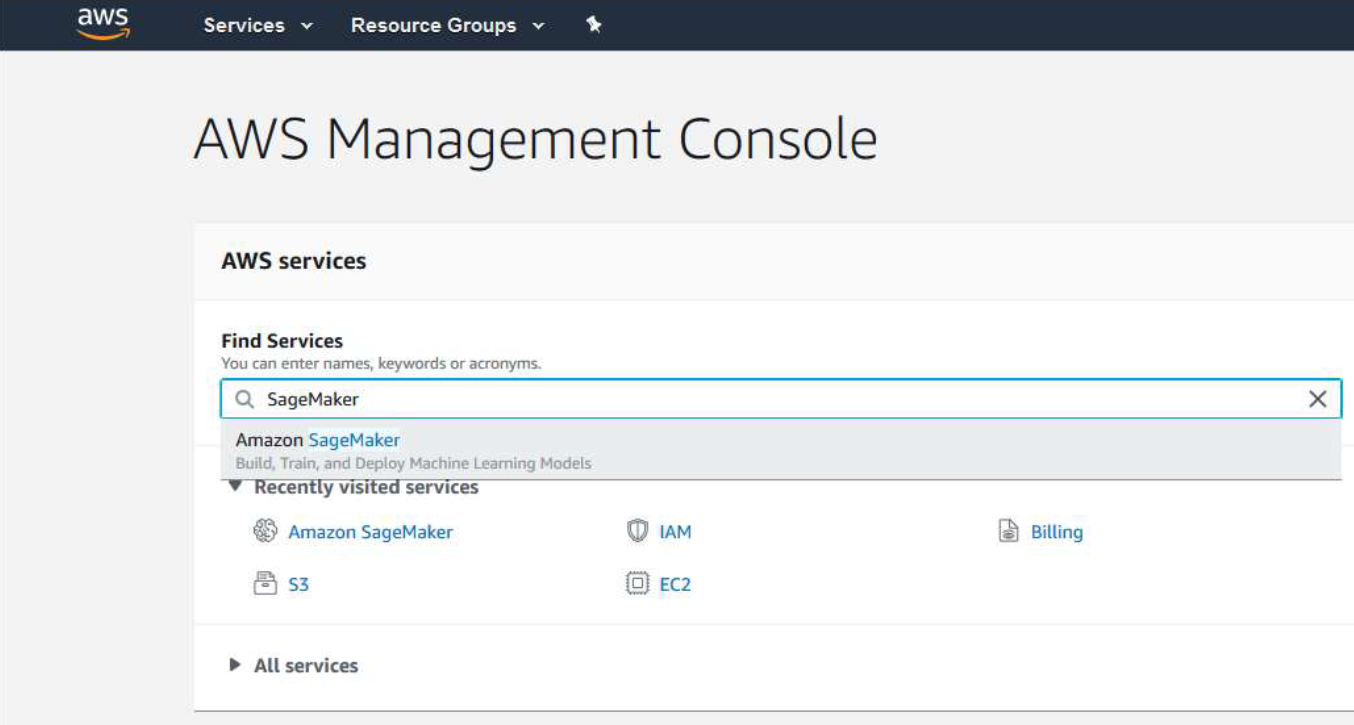 aws Services Resource Groups
AWS Management Console
AWS services
Find Services
You can enter names, keywords or acronyms.
SageMaker
Amazon SageMaker
Build, Train, and Deploy Machine Learning Models
Recently visited services
Amazon SageMaker IAM Billing
S3 EC2
All services